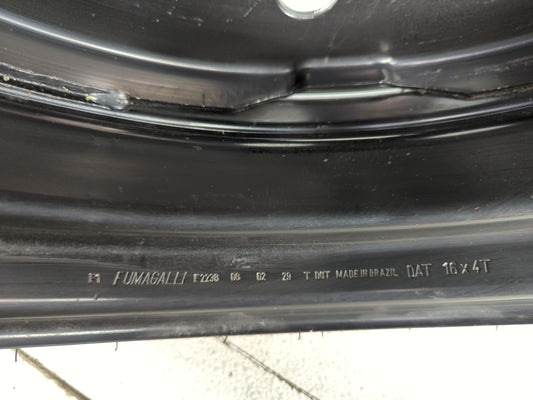 FUMAGALLI F2238 08 02 29 T DOT MADE IN BRAZIL DAT 16x4T